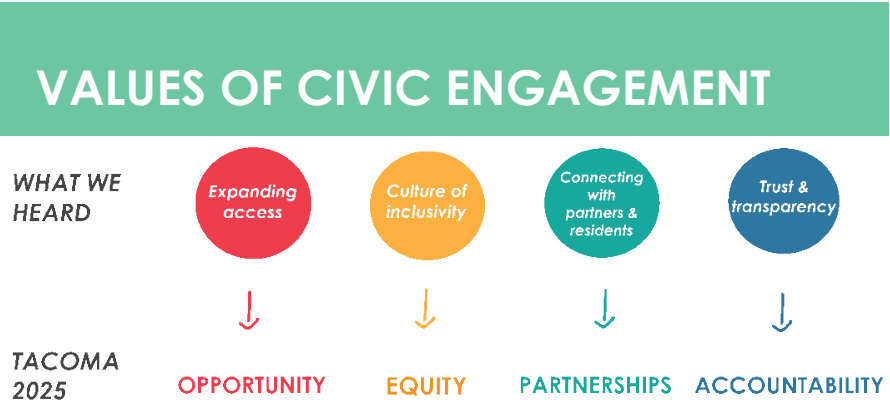 VALUES OF CIVIC ENGAGEMENT
WHAT WE
HEARD
Expanding
access
Culture of
inclusivity
Connecting
with
partners &
residents
Trust &
transparency
TACOMA
2025
OPPORTUNITY
EQUITY
PARTNERSHIPS
ACCOUNTABILITY